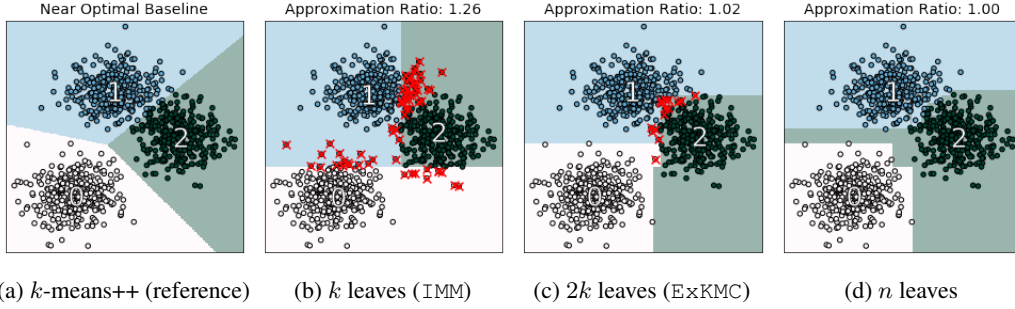 Near Optimal Baseline
Approximation Ratio: 1.26
Approximation Ratio: 1.02
Approximation Ratio: 1.00
1
2
0
1
2
0
1
2
0
1
2
0
(a) k-means++ (reference)
(b) k leaves (IMM)
(c) 2k leaves (ExKMC)
(d) n leaves